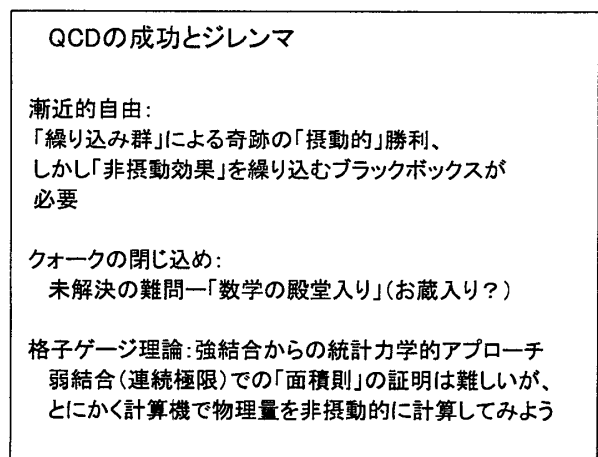 QCDの成功とジレンマ
漸近的自由：
「繰り込み群」による奇跡の「摂動的」勝利、
しかし「非摂動効果」を繰り込むブラックボックスが
必要
クォークの閉じ込め：
未解決の難問ー「数学の殿堂入り」（お蔵入り？）
格子ゲージ理論：強結合からの統計力学的アプローチ
弱結合（連続極限）での「面積則」の証明は難しいが、
とにかく計算機で物理量を非摂動的に計算してみよう